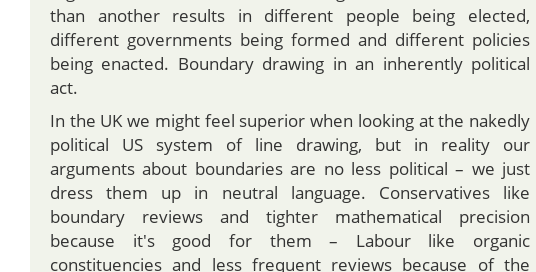 than another results in different people being elected,
different governments being formed and different policies
being enacted. Boundary drawing in an inherently political
act.
In the UK we might feel superior when looking at the nakedly
political US system of line drawing, but in reality our
arguments about boundaries are no less political – we just
dress them up in neutral language. Conservatives like
boundary reviews and tighter mathematical precision
because it's good for them – Labour like organic
constituencies and less frequent reviews because of the